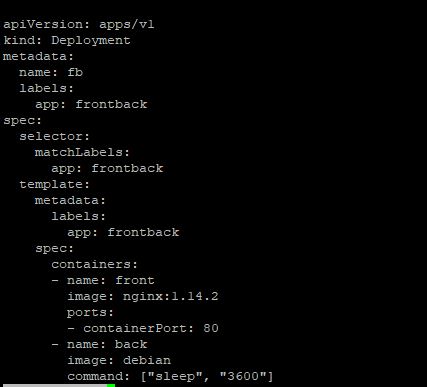 apiVersion: apps/v1
kind: Deployment
metadata:
  name: fb
  labels:
    app: frontback
spec:
  selector:
    matchLabels:
      app: frontback
  template:
    metadata:
      labels:
        app: frontback
    spec:
      containers:
      - name: front
        image: nginx:1.14.2
        ports:
        - containerPort: 80
      - name: back
        image: debian
        command: ["sleep", "3600"]